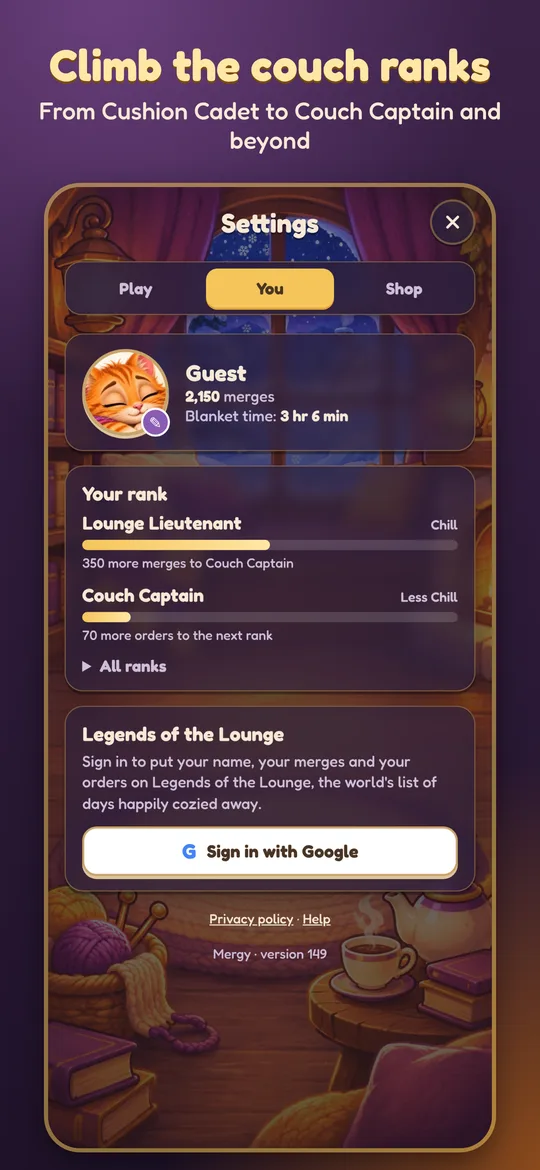 Climb the couch ranks
From Cushion Cadet to Couch Captain and
beyond
Settings
Play
You
Shop
Guest
2,150 merges
Blanket time: 3 hr 6 min
Your rank
Lounge Lieutenant
Chill
350 more merges to Couch Captain
Couch Captain
Less Chill
70 more orders to the next rank
All ranks
Legends of the Lounge
Sign in to put your name, your merges and your
orders on Legends of the Lounge, the world's list of
days happily cozied away.
G Sign in with Google
Privacy policy · Help
Mergy · version 149